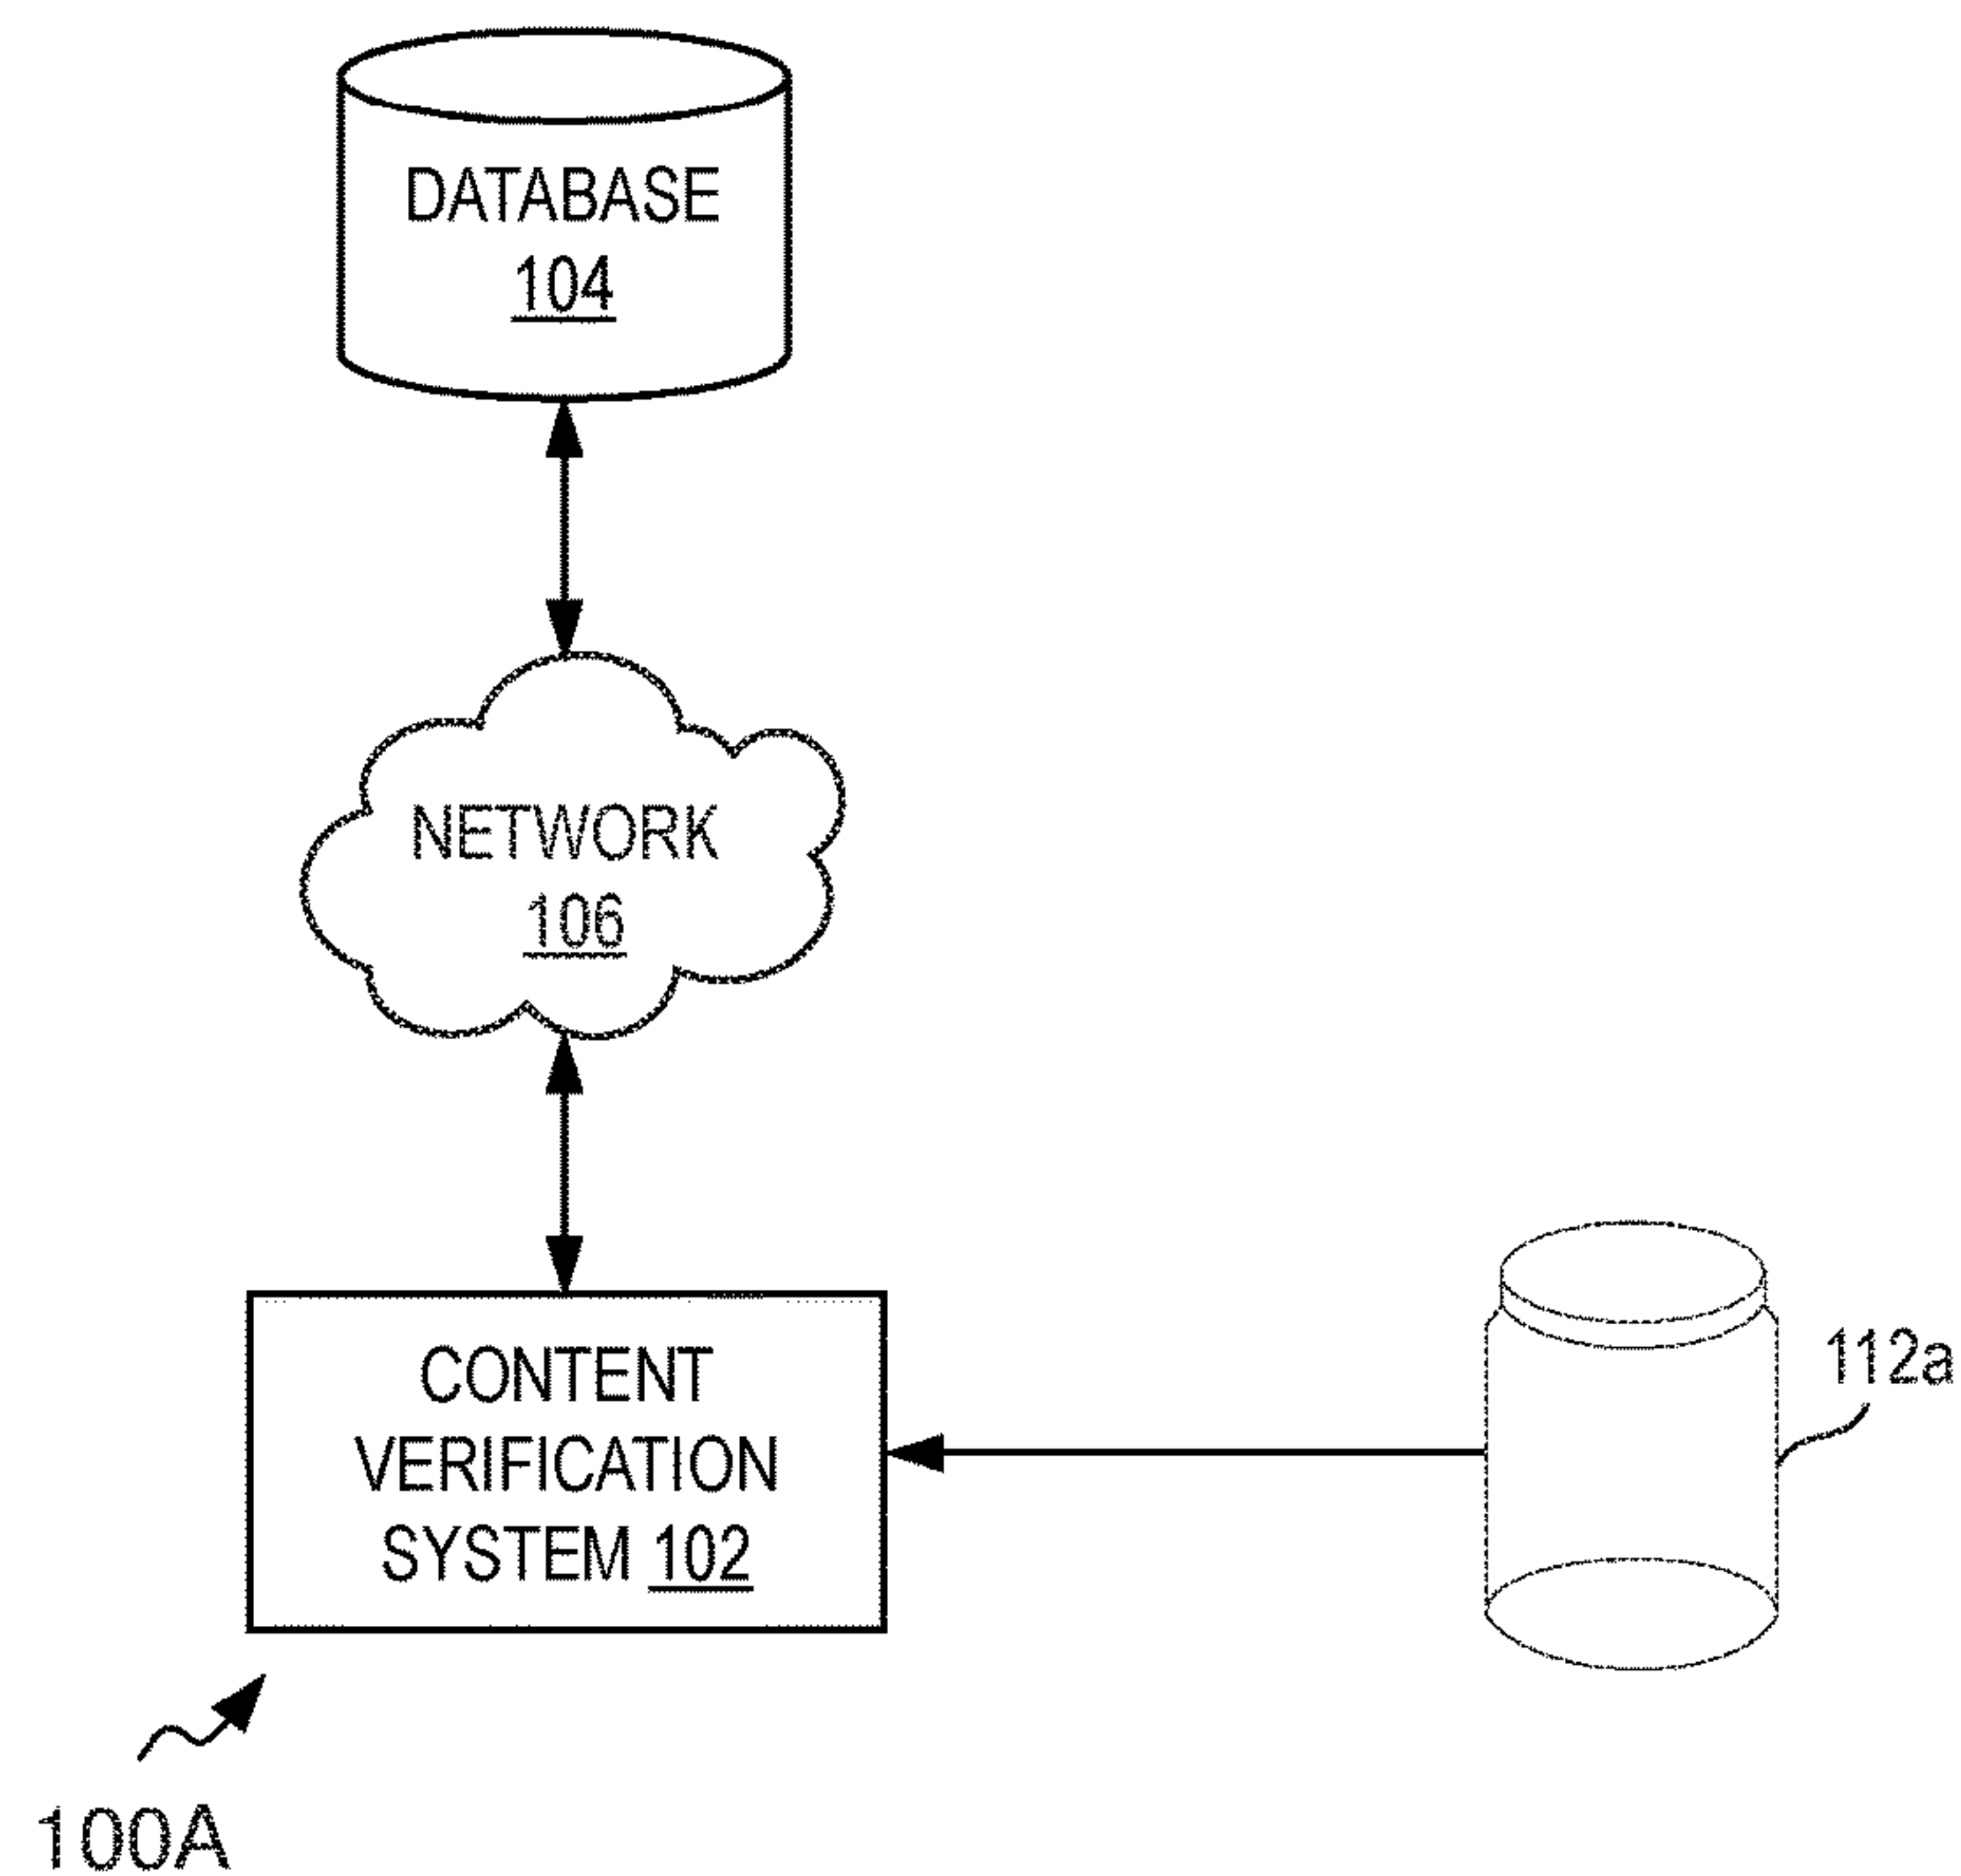 DATABASE
104
NETWORK
106
CONTENT
VERIFICATION
SYSTEM 102
112a
100A